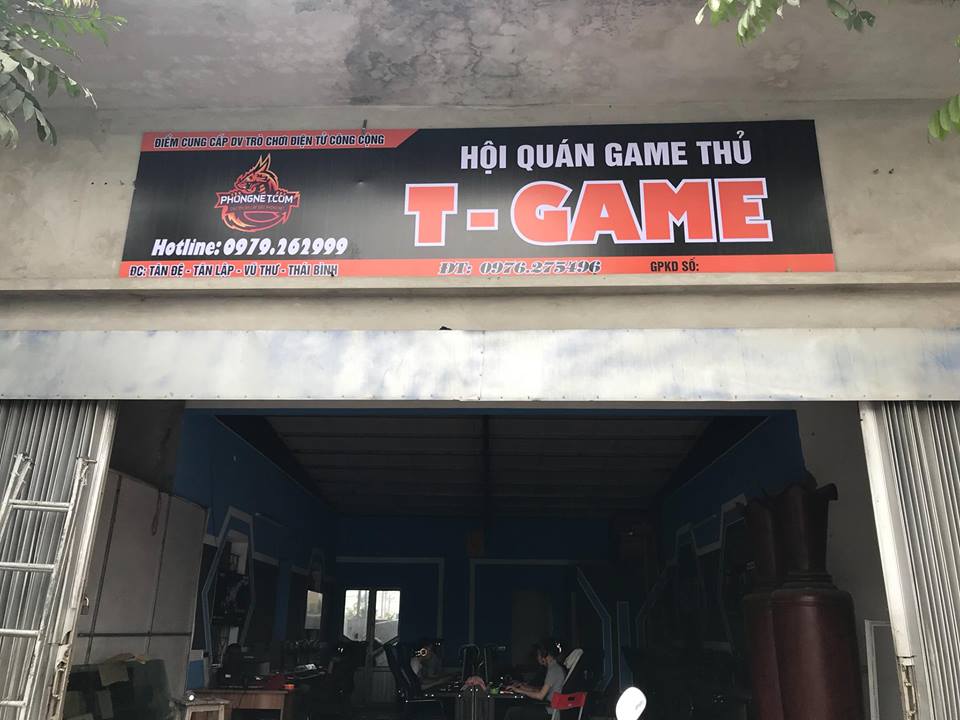 ĐIỂM CUNG CẤP DV TRÒ CHƠI ĐIỆN TỬ CÔNG CỘNG
HỘI QUÁN GAME THỦ
T - GAME
PHONGNET.COM
Hotline: 0979.262999
ĐC: TÂN ĐỆ - TÂN LẬP - VŨ THƯ - THÁI BÌNH
ĐT: 0976.275496
GPKD SỐ: